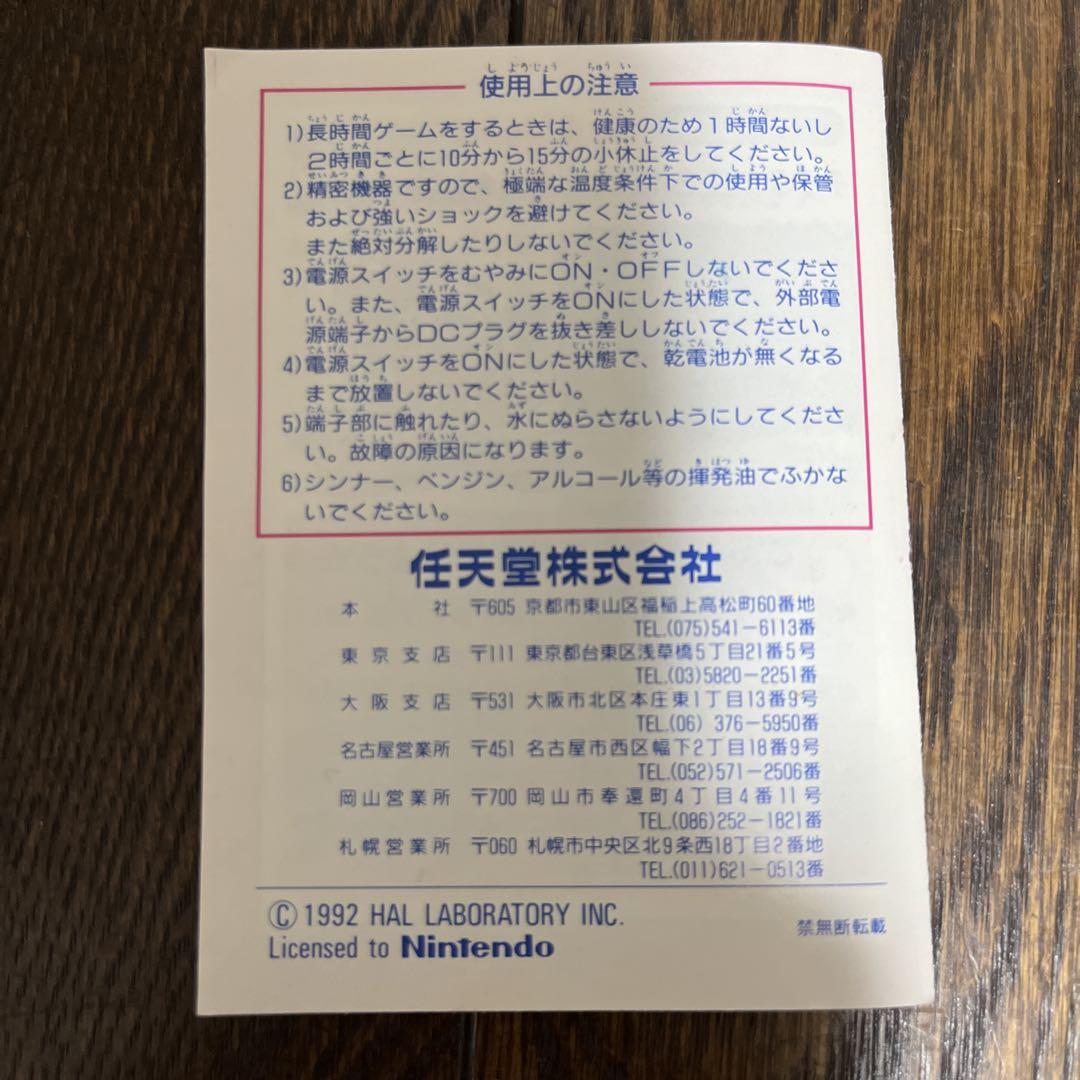 使用上の注意
1)長時間ゲームをするときは、健康のため1時間ないし
2時間ごとに10分から15分の小休止をしてください。
2)精密機器ですので、極端な温度条件下での使用や保管
および強いショックを避けてください。
また絶対分解したりしないでください。
3)電源スイッチをむやみにON・OFFしないでくださ
い。また、電源スイッチをONにした状態で、外部電
源端子からDCプラグを抜き差ししないでください。
4)電源スイッチをONにした状態で、乾電池が無くなる
まで放置しないでください。
5)端子部に触れたり、水にぬらさないようにしてくださ
い。故障の原因になります。
6)シンナー、ベンジン、アルコール等の揮発油でふかな
いでください。
任天堂株式会社
本社 〒605 京都市東山区福稲上高松町60番地
TEL.(075)541-6113番
東京支店 〒111 東京都台東区浅草橋5丁目21番5号
TEL.(03)5820-2251番
大阪支店 〒531 大阪市北区本庄東1丁目13番9号
TEL.(06) 376-5950番
名古屋営業所 〒451 名古屋市西区幅下2丁目18番9号
TEL.(052)571-2506番
岡山営業所 〒700 岡山市奉還町4丁目4番11号
TEL.(086)252-1821番
札幌営業所 〒060 札幌市中央区北9条西18丁目2番地
TEL.(011)621-0513番
©1992 HAL LABORATORY INC.
Licensed to Nintendo
禁無断転載